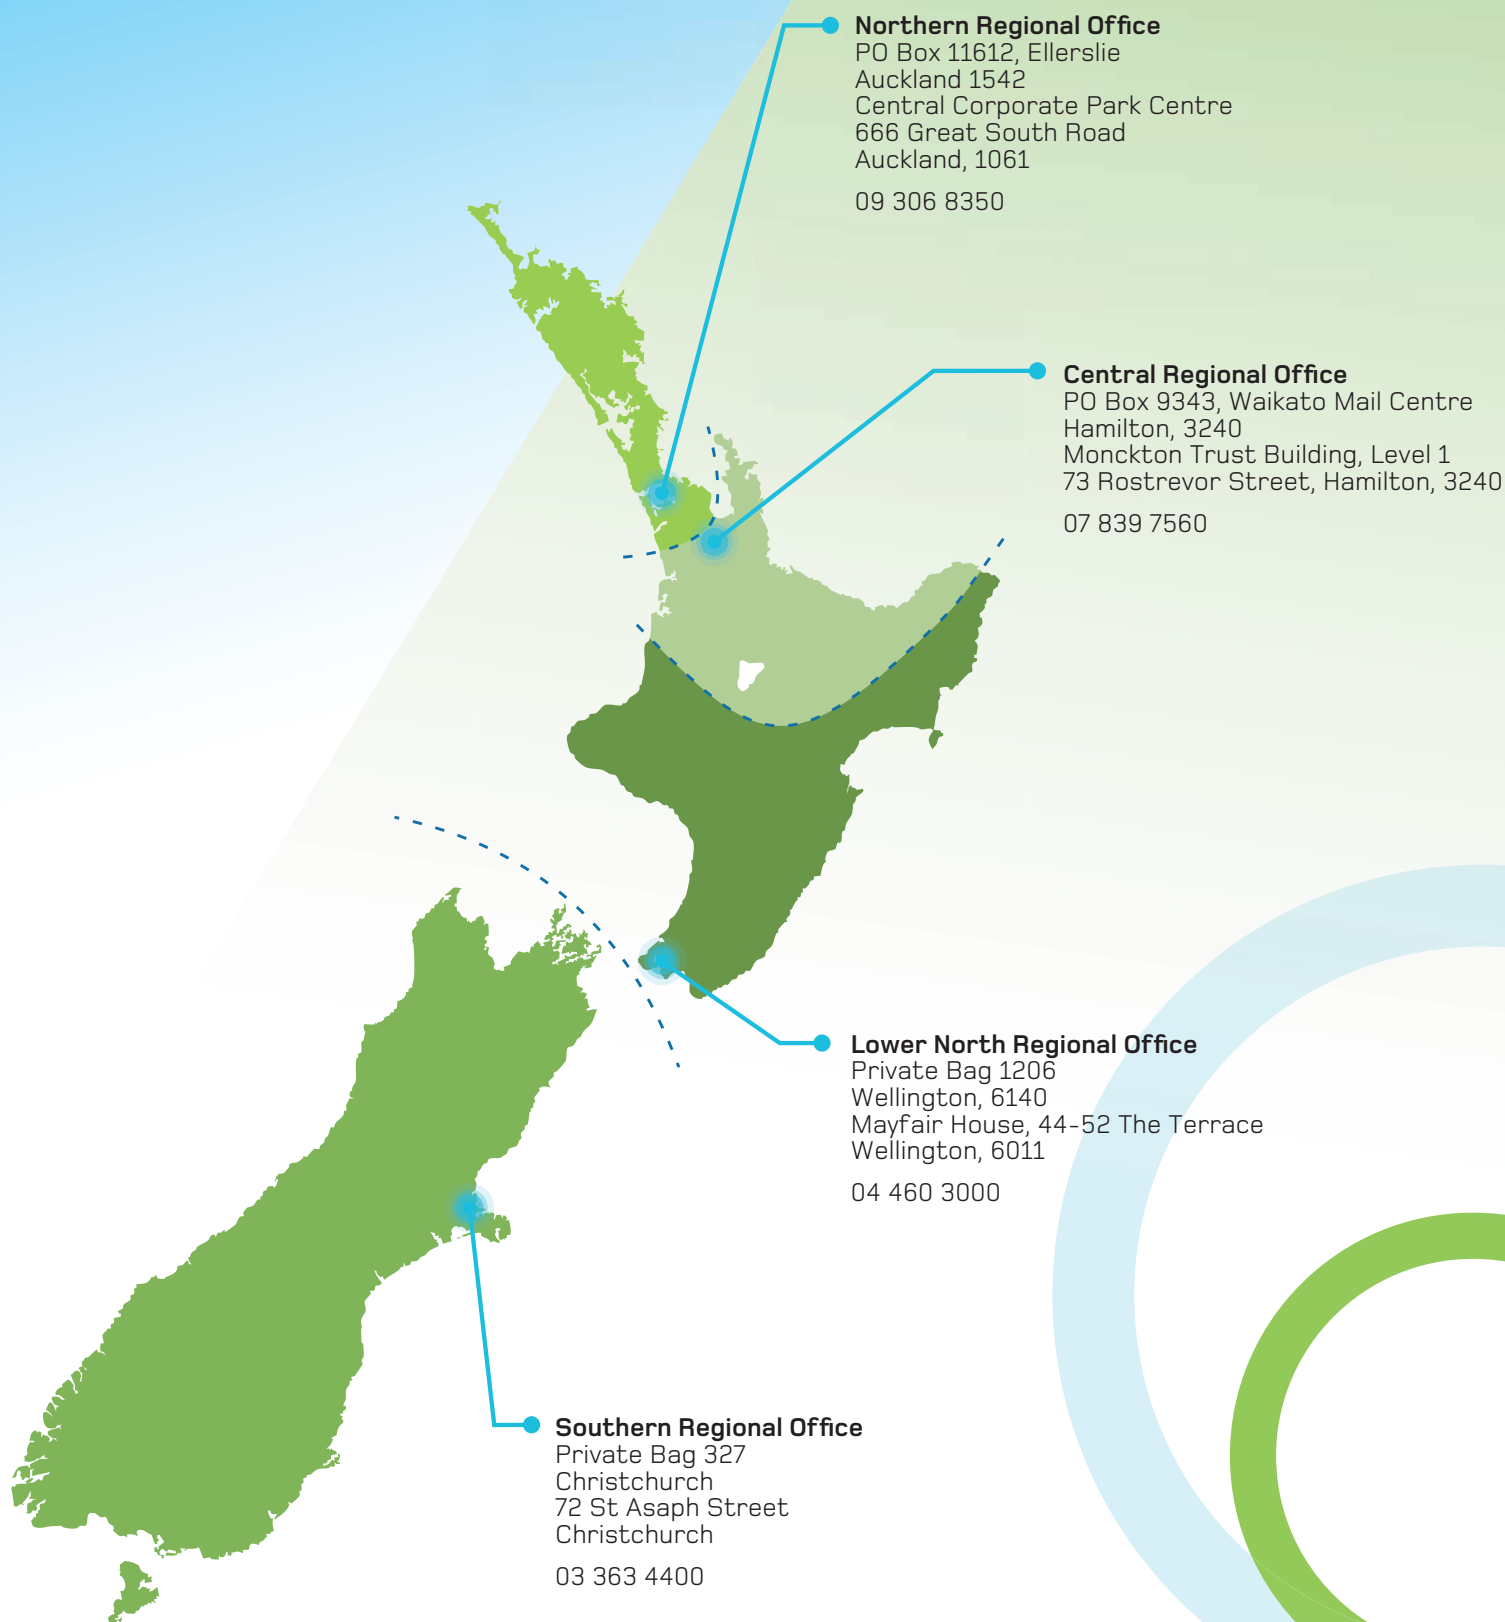 Northern Regional Office
PO Box 11612, Ellerslie
Auckland 1542
Central Corporate Park Centre
666 Great South Road
Auckland, 1061
09 306 8350
Central Regional Office
PO Box 9343, Waikato Mail Centre
Hamilton, 3240
Monckton Trust Building, Level 1
73 Rostrevor Street, Hamilton, 3240
07 839 7560
Lower North Regional Office
Private Bag 1206
Wellington, 6140
Mayfair House, 44-52 The Terrace
Wellington, 6011
04 460 3000
Southern Regional Office
Private Bag 327
Christchurch
72 St Asaph Street
Christchurch
03 363 4400